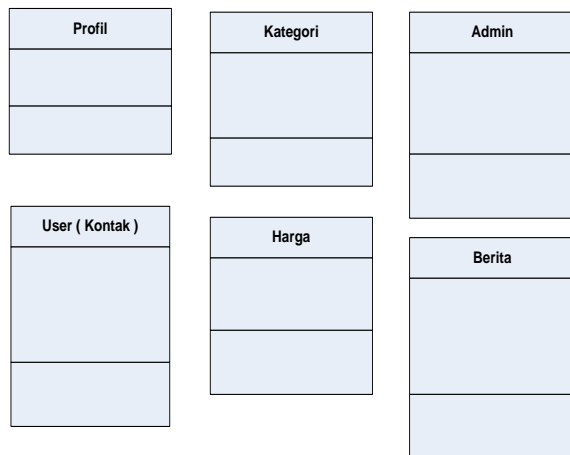 Profil
Kategori
Admin
User ( Kontak )
Harga
Berita